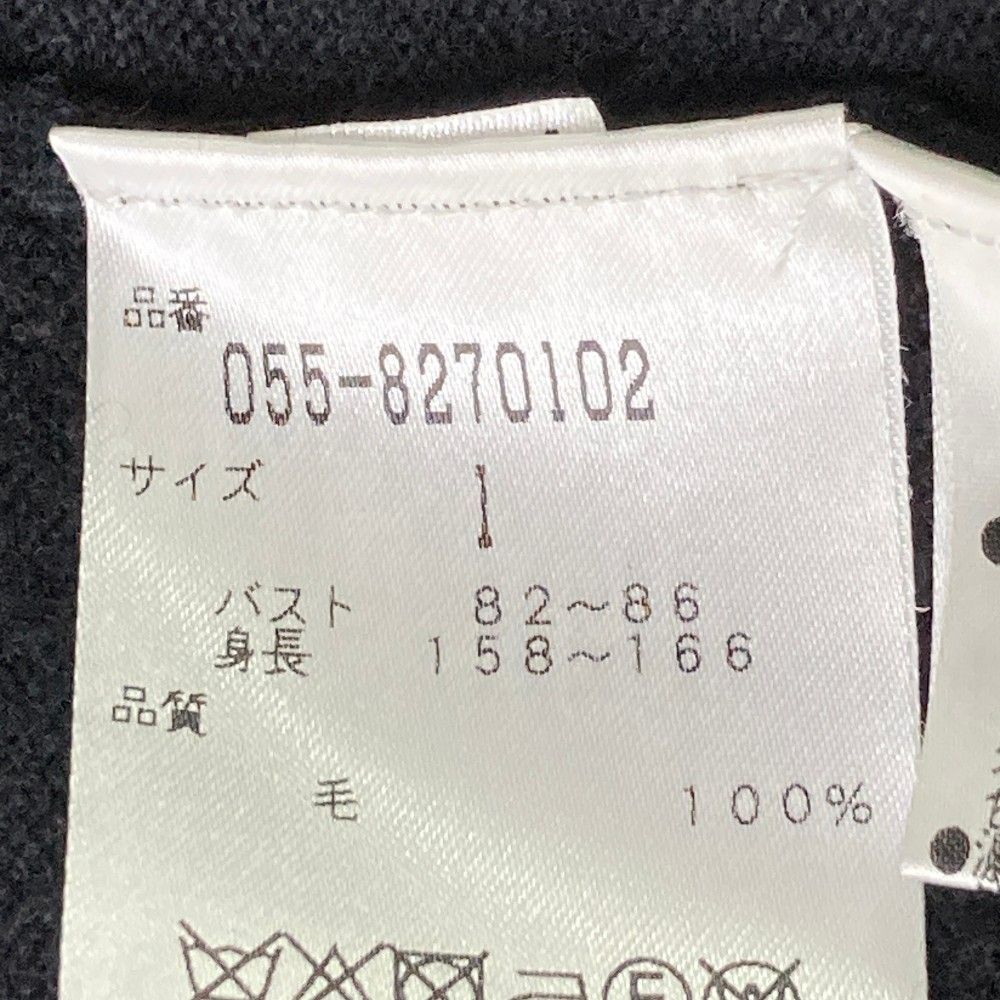 品番
055-8270102
サイズ 1
バスト 82～86
身長 158～166
品質
毛 100%
F